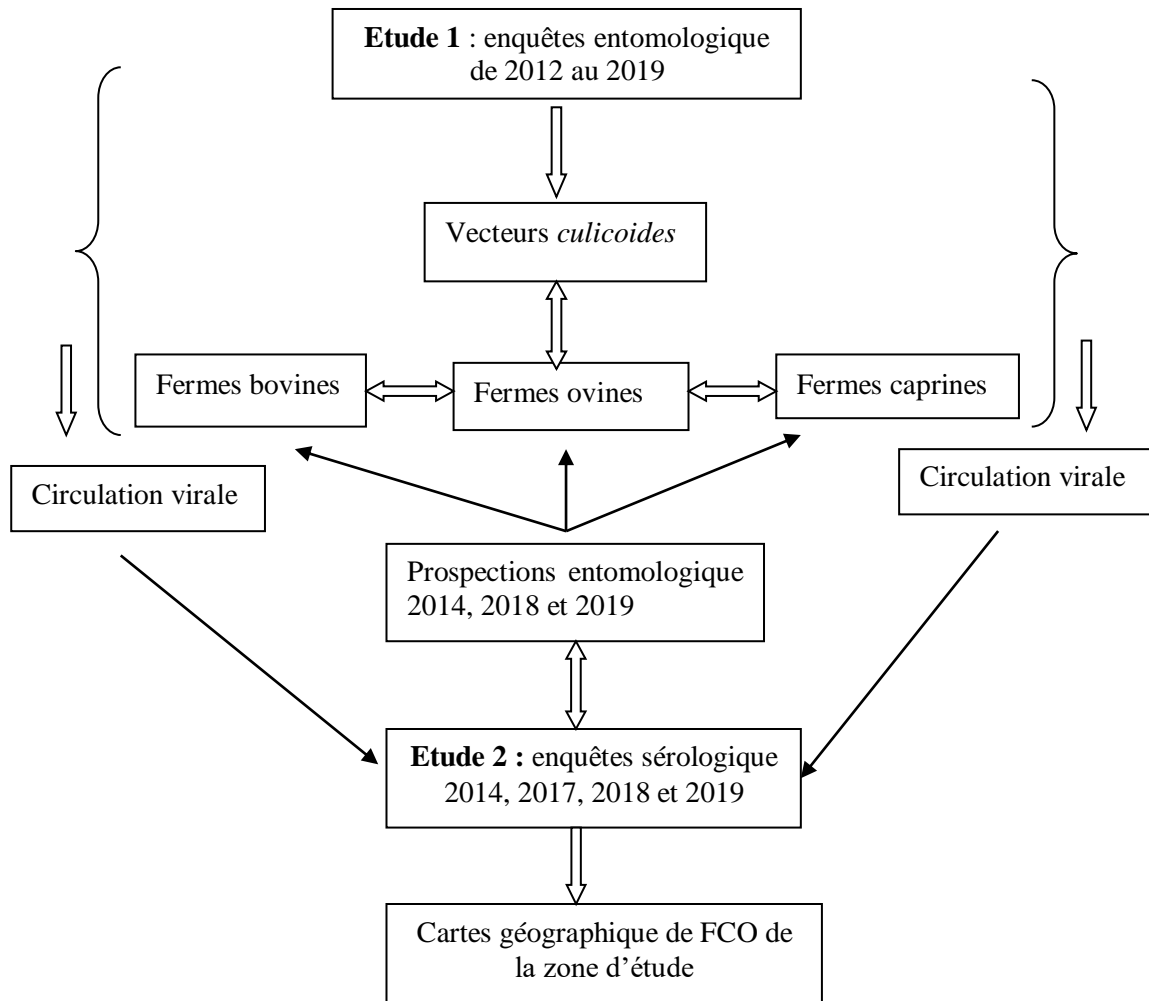 Etude 1 : enquêtes entomologique
de 2012 au 2019
Vecteurs culicoides
Fermes bovines
Fermes ovines
Fermes caprines
Circulation virale
Circulation virale
Prospections entomologique
2014, 2018 et 2019
Etude 2 : enquêtes sérologique
2014, 2017, 2018 et 2019
Cartes géographique de FCO de
la zone d’étude